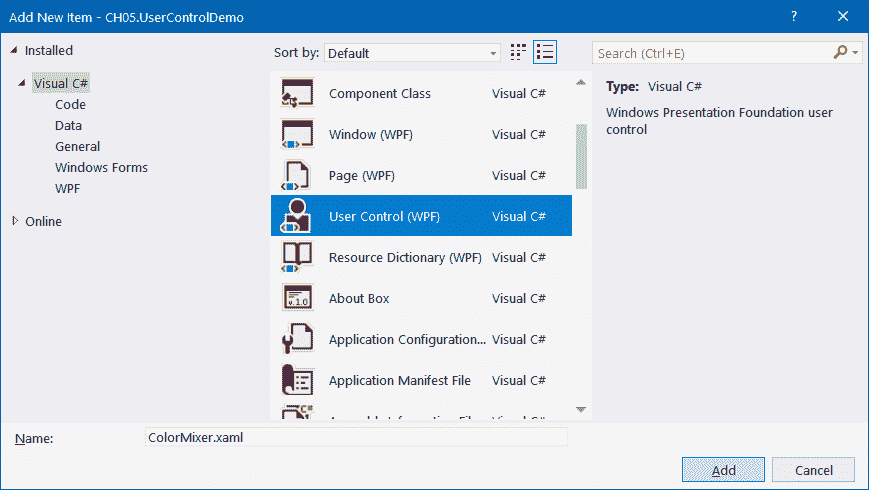 Add New Item - CH05.UserControlDemo
Installed
Visual C#
Code
Data
General
Windows Forms
WPF
Online
Sort by: Default
Component Class Visual C#
Window (WPF) Visual C#
Page (WPF) Visual C#
User Control (WPF) Visual C#
Resource Dictionary (WPF) Visual C#
About Box Visual C#
Application Configuration... Visual C#
Application Manifest File Visual C#
Search (Ctrl+E)
Type: Visual C#
Windows Presentation Foundation user
control
Name: ColorMixer.xaml
Add Cancel